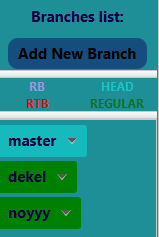 Branches list:
Add New Branch
RB HEAD
RTB REGULAR
master
dekel
noyyy